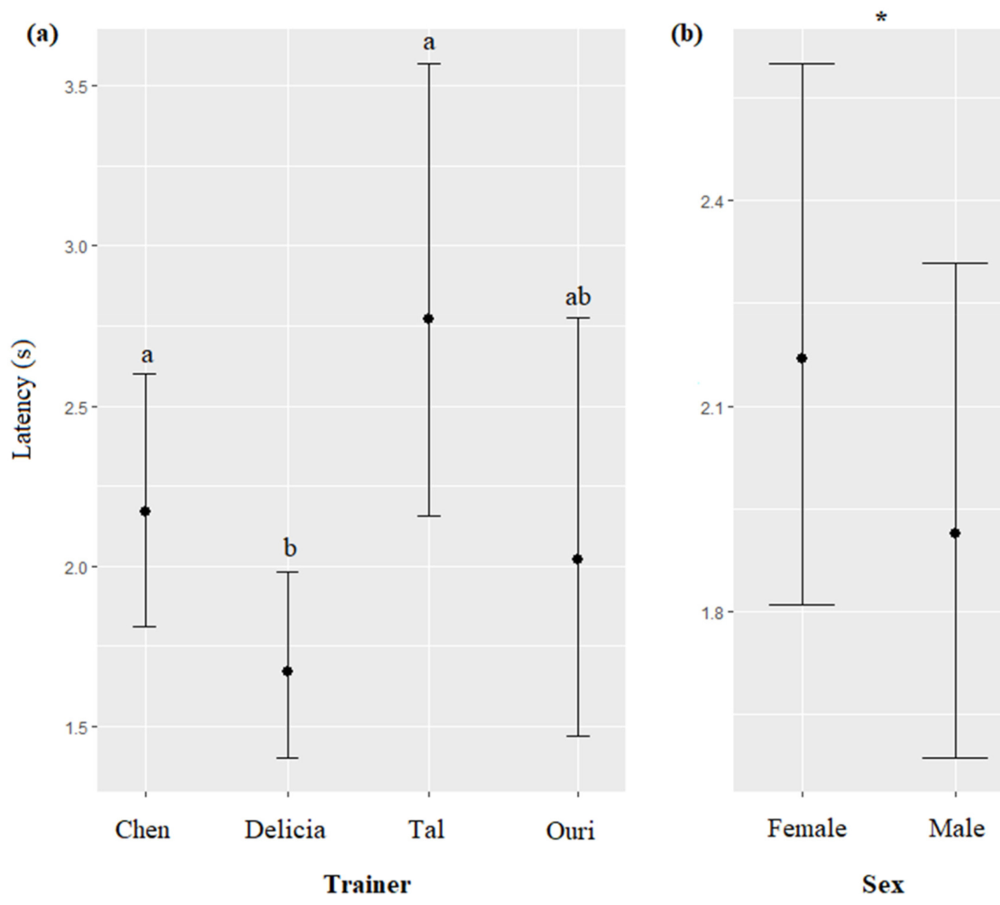 (a)
a
a
ab
b
3.5
3.0
2.5
2.0
1.5
Latency (s)
Chen Delicia Tal Ouri
Trainer
(b)
*
2.4
2.1
1.8
Female Male
Sex